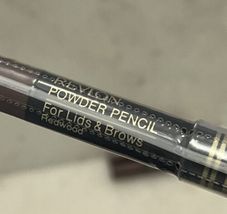 REVLON
POWDER PENCIL
For Lids & Brows
Redwood